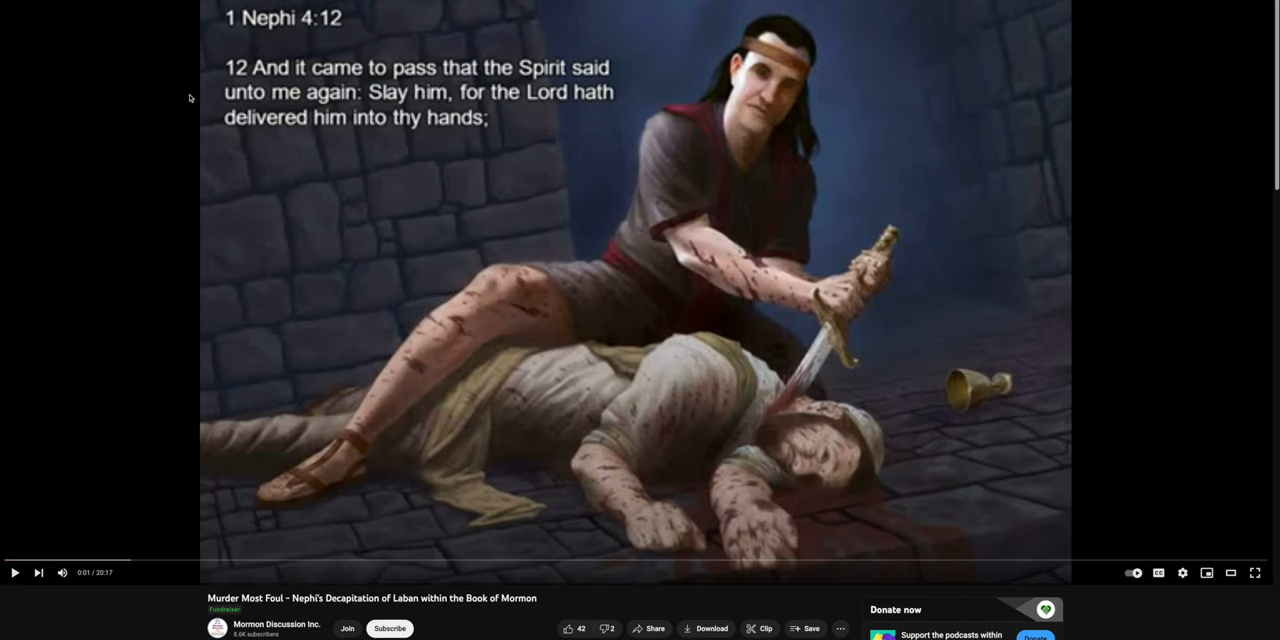 1 Nephi 4:12
12 And it came to pass that the Spirit said
unto me again: Slay him, for the Lord hath
delivered him into thy hands;
0:01 / 20:17
CC
Murder Most Foul - Nephi's Decapitation of Laban within the Book of Mormon
Fundraiser
Mormon Discussion Inc.
8.6K subscribers
Join
Subscribe
42
2
Share
Download
Clip
Save
Donate now
Support the podcasts within
Donate